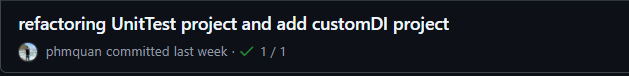 refactoring UnitTest project and add customDI project
phmquan committed last week · ✓ 1 / 1